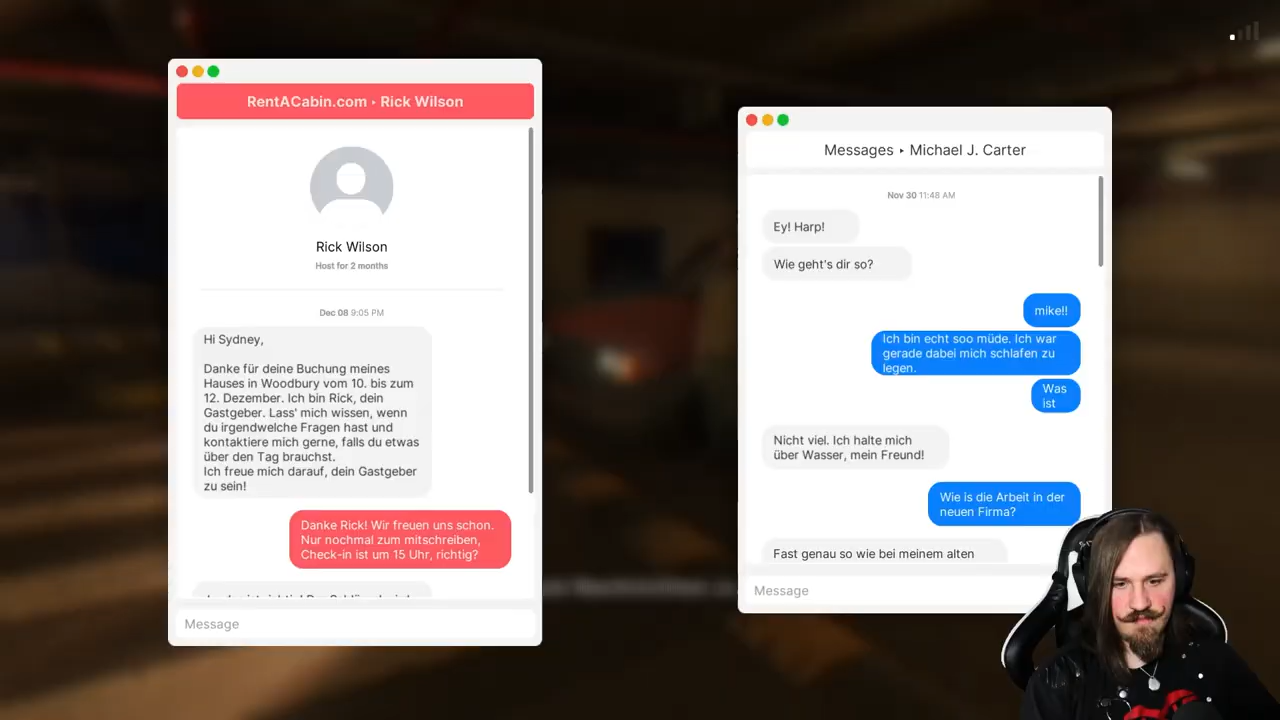 RentACabin.com ‣ Rick Wilson
Rick Wilson
Host for 2 months
Dec 08 9:05 PM
Hi Sydney,
Danke für deine Buchung meines
Hauses in Woodbury vom 10. bis zum
12. Dezember. Ich bin Rick, dein
Gastgeber. Lass' mich wissen, wenn
du irgendwelche Fragen hast und
kontaktiere mich gerne, falls du etwas
über den Tag brauchst.
Ich freue mich darauf, dein Gastgeber
zu sein!
Danke Rick! Wir freuen uns schon.
Nur nochmal zum mitschreiben,
Check-in ist um 15 Uhr, richtig?
Message
Messages ‣ Michael J. Carter
Nov 30 11:48 AM
Ey! Harp!
Wie geht's dir so?
mike!!
Ich bin echt soo müde. Ich war
gerade dabei mich schlafen zu
legen.
Was
ist
Nicht viel. Ich halte mich
über Wasser, mein Freund!
Wie is die Arbeit in der
neuen Firma?
Fast genau so wie bei meinem alten
Message